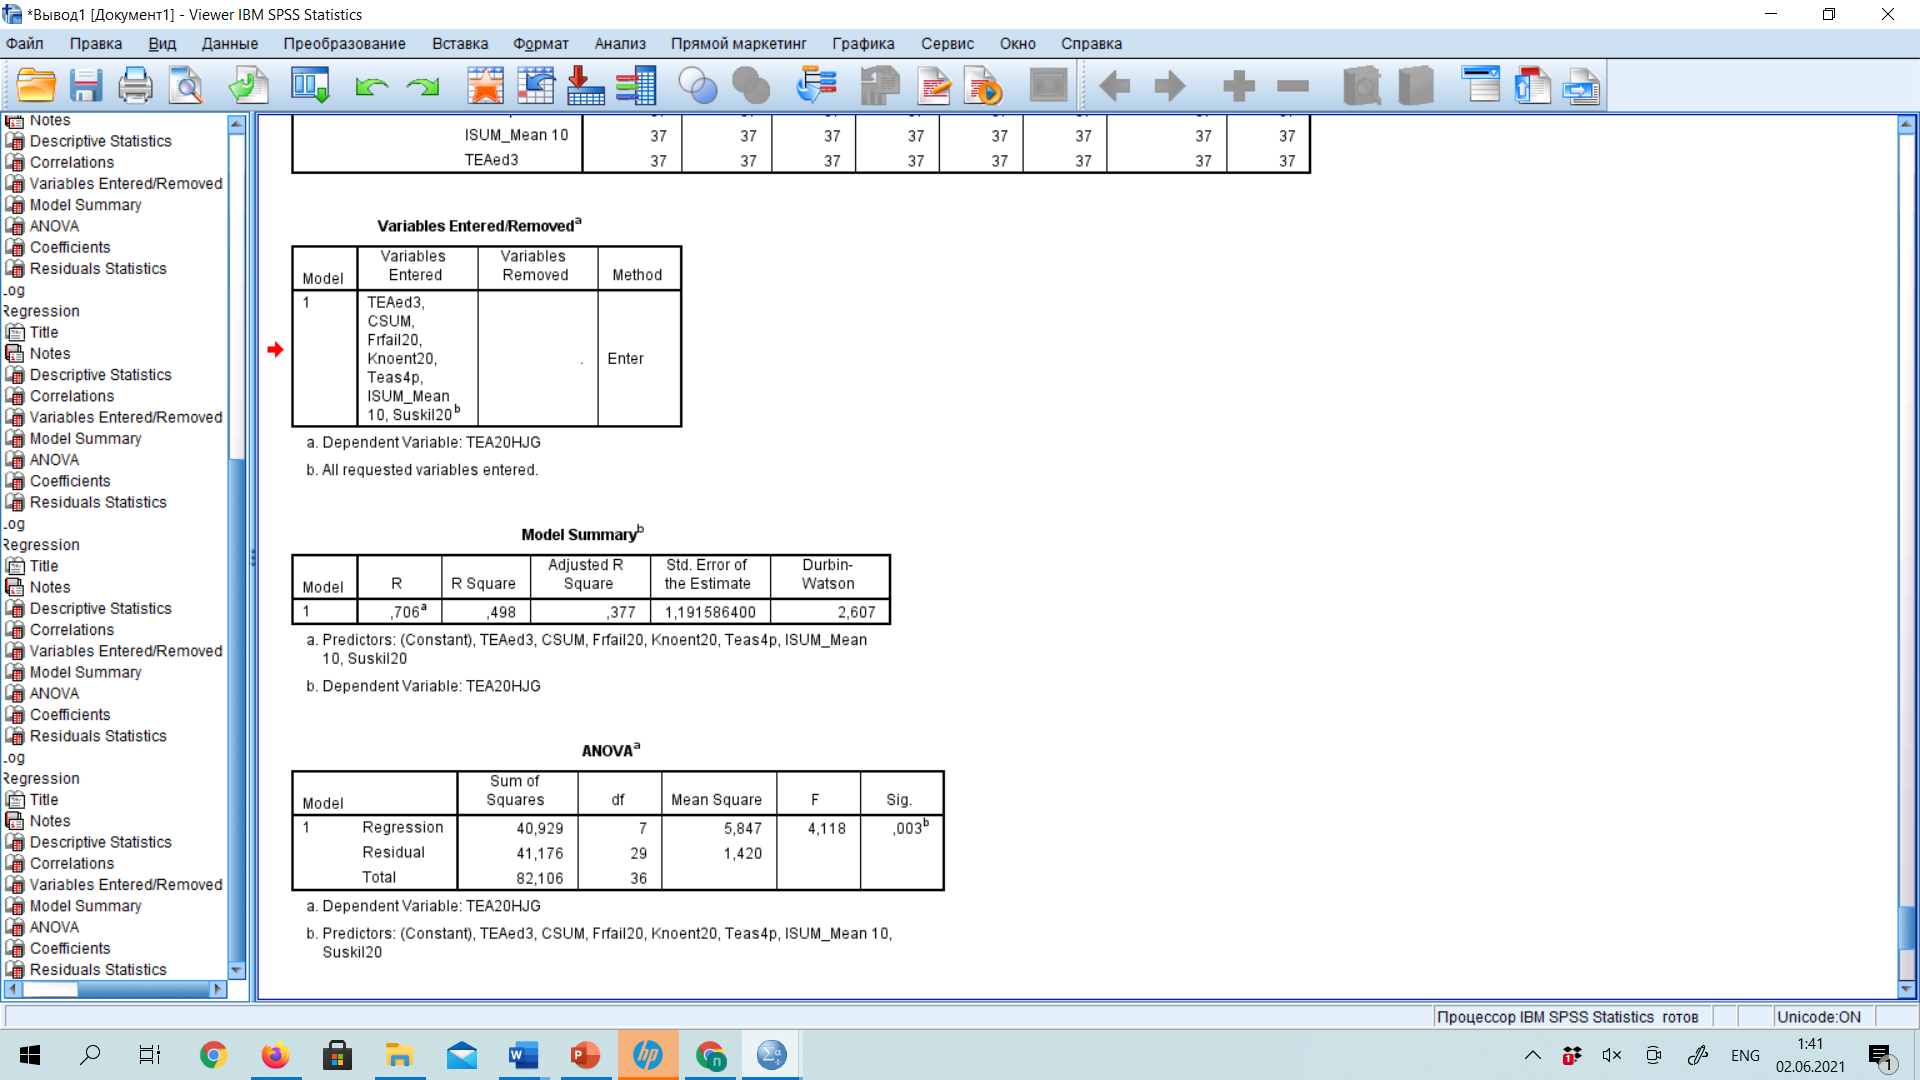 *Вывод1 [Документ1] - Viewer IBM SPSS Statistics
Файл Правка Вид Данные Преобразование Вставка Формат Анализ Прямой маркетинг Графика Сервис Окно Справка
Notes
Descriptive Statistics
Correlations
Variables Entered/Removed
Model Summary
ANOVA
Coefficients
Residuals Statistics
Log
Regression
Title
Notes
Descriptive Statistics
Correlations
Variables Entered/Removed
Model Summary
ANOVA
Coefficients
Residuals Statistics
Log
Regression
Title
Notes
Descriptive Statistics
Correlations
Variables Entered/Removed
Model Summary
ANOVA
Coefficients
Residuals Statistics
Log
Regression
Title
Notes
Descriptive Statistics
Correlations
Variables Entered/Removed
Model Summary
ANOVA
Coefficients
Residuals Statistics
ISUM_Mean 10 37 37 37 37 37 37 37 37
TEAed3 37 37 37 37 37 37 37 37
Variables Entered/Removed a
Model Variables Entered Variables Removed Method
1 TEAed3, . Enter
CSUM,
Frfail20,
Knoent20,
Teas4p,
ISUM_Mean
10, Suskil20 b
a. Dependent Variable: TEA20HJG
b. All requested variables entered.
Model Summary b
Model R R Square Adjusted R Square Std. Error of the Estimate Durbin-Watson
1 ,706 a ,498 ,377 1,191586400 2,607
a. Predictors: (Constant), TEAed3, CSUM, Frfail20, Knoent20, Teas4p, ISUM_Mean
10, Suskil20
b. Dependent Variable: TEA20HJG
ANOVA a
Model Sum of Squares df Mean Square F Sig.
1 Regression 40,929 7 5,847 4,118 ,003 b
Residual 41,176 29 1,420
Total 82,106 36
a. Dependent Variable: TEA20HJG
b. Predictors: (Constant), TEAed3, CSUM, Frfail20, Knoent20, Teas4p, ISUM_Mean 10,
Suskil20
Процессор IBM SPSS Statistics готов Unicode:ON
ENG 1:41
02.06.2021
1